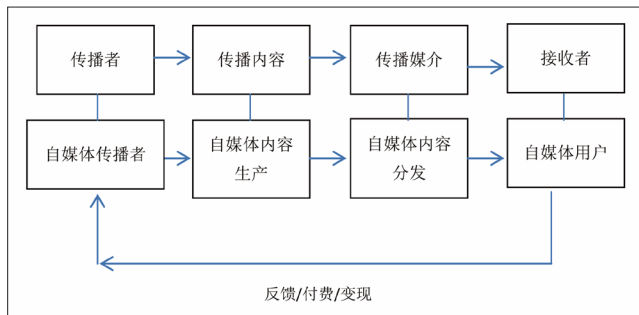 传播者
传播内容
传播媒介
接收者
自媒体传播者
自媒体内容
生产
自媒体内容
分发
自媒体用户
反馈/付费/变现